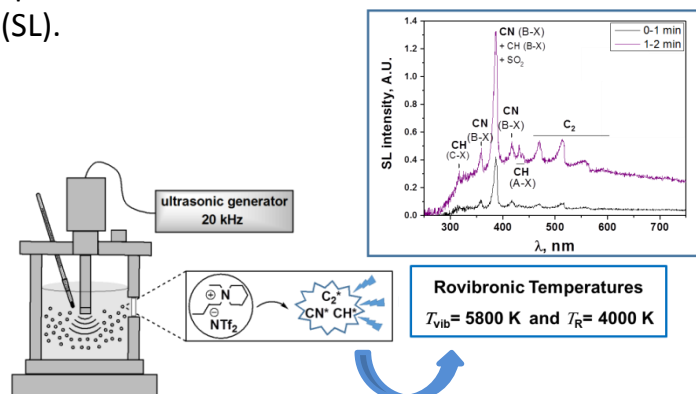 (SL).
SL intensity, A.U.
1.4
1.2
1.0
0.8
0.6
0.4
0.2
0.0
300
400
500
600
700
λ, nm
0-1 min
1-2 min
CN (B-X)
+ CH (B-X)
+ SO₂
CN
(B-X)
CN
(B-X)
C₂
CH
(C-X)
CH
(A-X)
ultrasonic generator
20 kHz
⊕ N
⊖
NTf₂
C₂*
CN* CH*
Rovibronic Temperatures
Tvib= 5800 K and TR= 4000 K